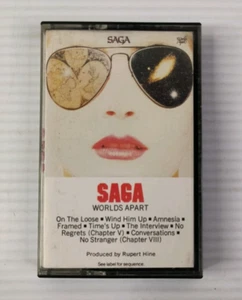 SAGA
SAGA
WORLDS APART
On The Loose • Wind Him Up • Amnesia •
Framed • Time's Up • The Interview • No
Regrets (Chapter V) • Conversations •
No Stranger (Chapter VIII)
Produced by Rupert Hine
See label for sequence.